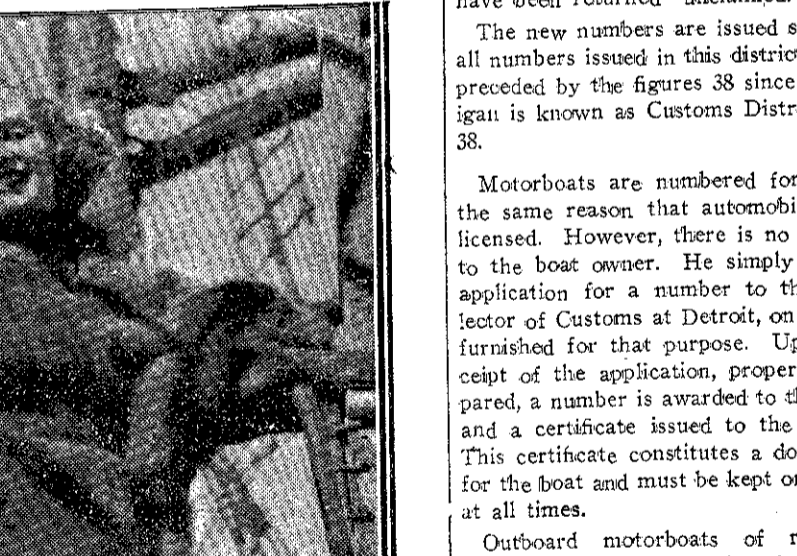 have been returned "unclaimed."
The new numbers are issued s
all numbers issued in this distric
preceded by the figures 38 since
igan is known as Customs Distr
38.
Motorboats are numbered for
the same reason that automobi
licensed. However, there is no
to the boat owner. He simply
application for a number to th
lector of Customs at Detroit, on
furnished for that purpose. Up
ceipt of the application, proper
pared, a number is awarded to th
and a certificate issued to the
This certificate constitutes a do
for the boat and must be kept or
at all times.
Outboard motorboats of r